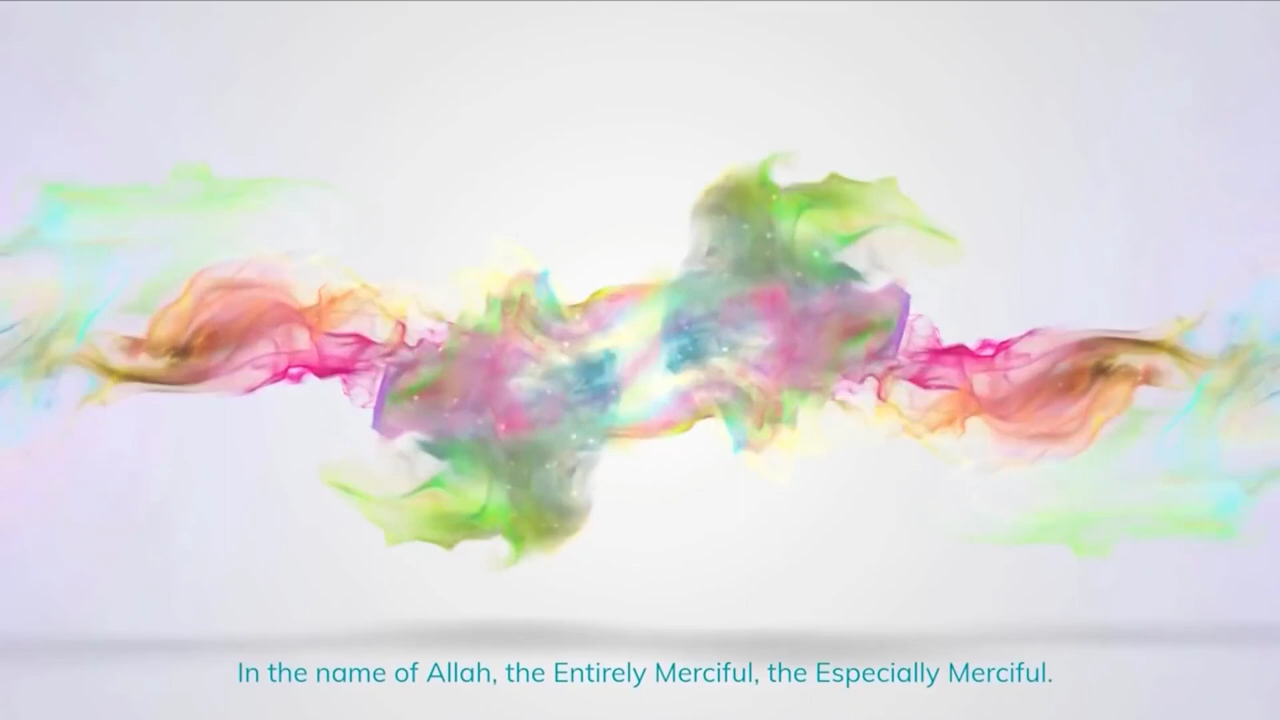 In the name of Allah, the Entirely Merciful, the Especially Merciful.